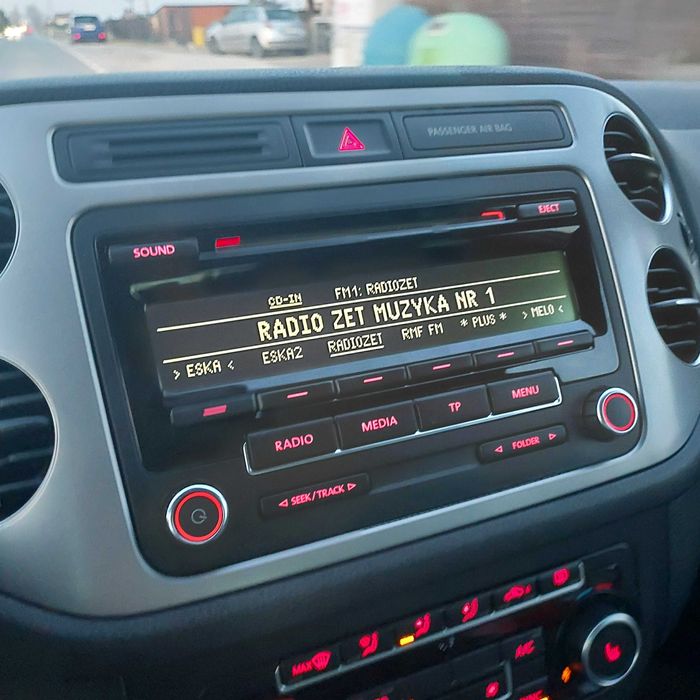 PASSENGER AIR BAG
EJECT
SOUND
CD-IN FM1: RADIOZET
RADIO ZET MUZYKA NR 1
> ESKA < ESKA2 RADIOZET RMF FM * PLUS * > MELO <
RADIO MEDIA TP MENU
◁ SEEK/TRACK ▷ ◁ FOLDER ▷
MAX
A/C